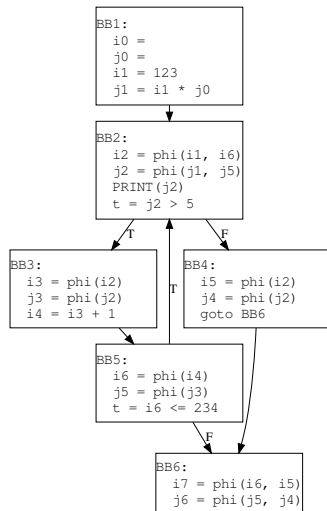 BB1:
i0 =
j0 =
i1 = 123
j1 = i1 * j0
BB2:
i2 = phi(i1, i6)
j2 = phi(j1, j5)
PRINT(j2)
t = j2 > 5
T
F
BB3:
i3 = phi(i2)
j3 = phi(j2)
i4 = i3 + 1
T
BB4:
i5 = phi(i2)
j4 = phi(j2)
goto BB6
BB5:
i6 = phi(i4)
j5 = phi(j3)
t = i6 <= 234
F
BB6:
i7 = phi(i6, i5)
j6 = phi(j5, j4)